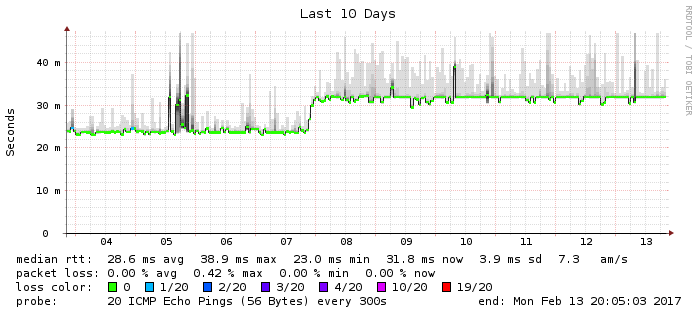 Last 10 Days
RRDTOOL / TOBI OETIKER
Seconds
40 m
30 m
20 m
10 m
0
04 05 06 07 08 09 10 11 12 13
median rtt: 28.6 ms avg 38.9 ms max 23.0 ms min 31.8 ms now 3.9 ms sd 7.3 am/s
packet loss: 0.00 % avg 0.42 % max 0.00 % min 0.00 % now
loss color: 0 1/20 2/20 3/20 4/20 10/20 19/20
probe: 20 ICMP Echo Pings (56 Bytes) every 300s end: Mon Feb 13 20:05:03 2017